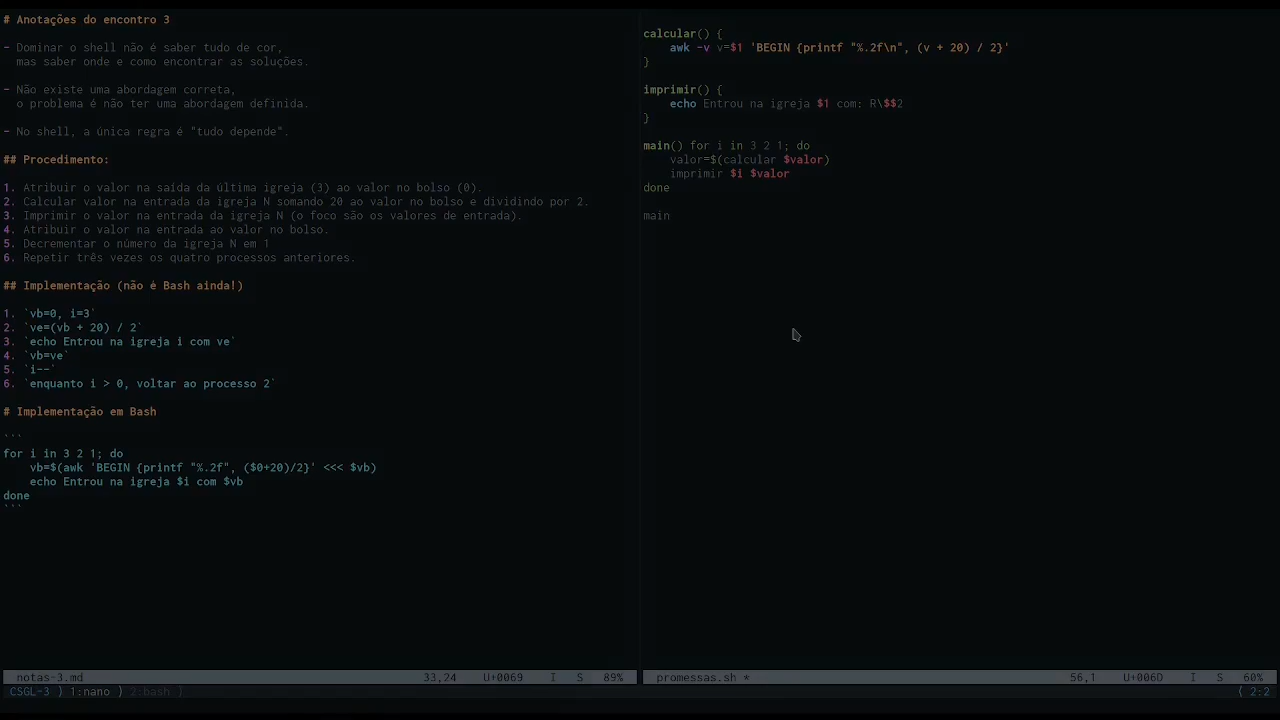 # Anotações do encontro 3
- Dominar o shell não é saber tudo de cor,
mas saber onde e como encontrar as soluções.
- Não existe uma abordagem correta,
o problema é não ter uma abordagem definida.
- No shell, a única regra é "tudo depende".
## Procedimento:
1. Atribuir o valor na saída da última igreja (3) ao valor no bolso (0).
2. Calcular valor na entrada da igreja N somando 20 ao valor no bolso e dividindo por 2.
3. Imprimir o valor na entrada da igreja N (o foco são os valores de entrada).
4. Atribuir o valor na entrada ao valor no bolso.
5. Decrementar o número da igreja N em 1
6. Repetir três vezes os quatro processos anteriores.
## Implementação (não é Bash ainda!)
1. `vb=0, i=3`
2. `ve=(vb + 20) / 2`
3. `echo Entrou na igreja i com ve`
4. `vb=ve`
5. `i--`
6. `enquanto i > 0, voltar ao processo 2`
# Implementação em Bash
```
for i in 3 2 1; do
    vb=$(awk 'BEGIN {printf "%.2f", ($0+20)/2}' <<< $vb)
    echo Entrou na igreja $i com $vb
done
```
notas-3.md 33,24 U+0069 I S 89%
calcular() {
    awk -v v=$1 'BEGIN {printf "%.2f\n", (v + 20) / 2}'
}
imprimir() {
    echo Entrou na igreja $1 com: R\$$2
}
main() for i in 3 2 1; do
    valor=$(calcular $valor)
    imprimir $i $valor
done
main
promessas.sh * 56,1 U+006D I S 60%
CSGL-3 ) 1:nano ) 2:bash ) ( 2:2